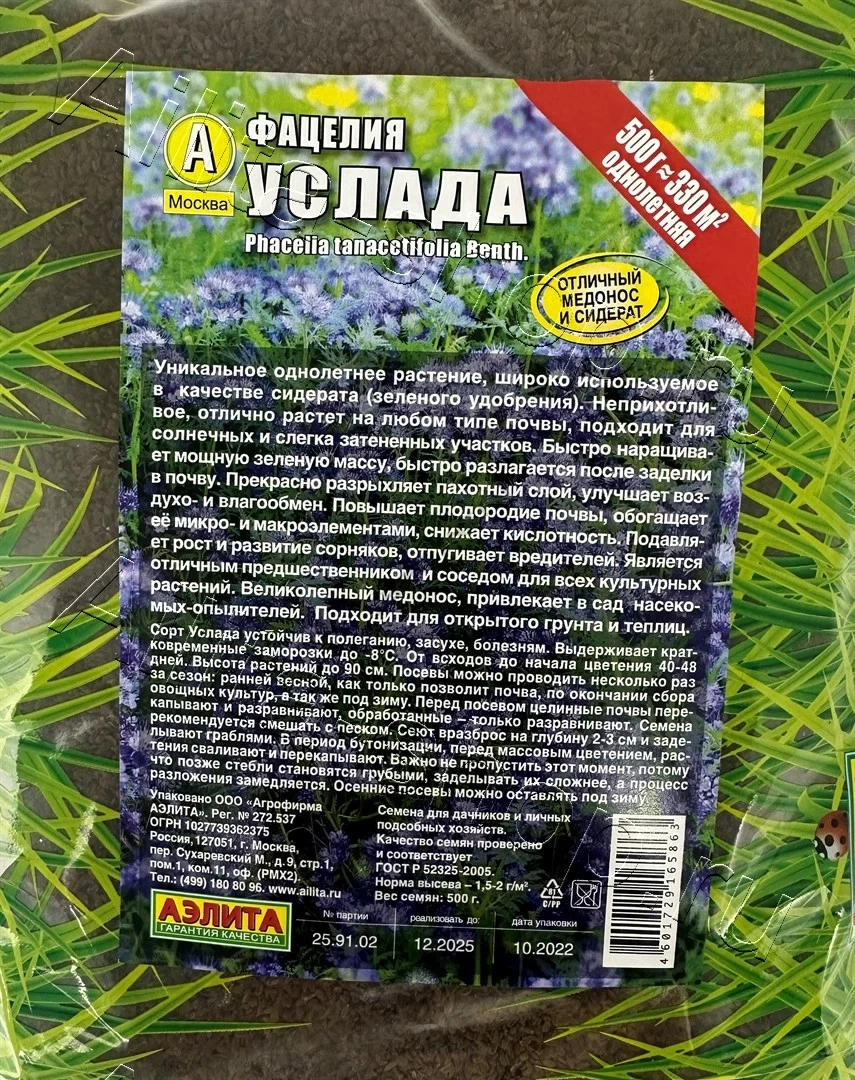 А
Москва
ФАЦЕЛИЯ
УСЛАДА
Phacelia tanacetifolia Benth.
500 г ≈ 330 м²
однолетняя
ОТЛИЧНЫЙ
МЕДОНОС
И СИДЕРАТ
Уникальное однолетнее растение, широко используемое
в качестве сидерата (зеленого удобрения). Неприхотли-
вое, отлично растет на любом типе почвы, подходит для
солнечных и слегка затененных участков. Быстро наращива-
ет мощную зеленую массу, быстро разлагается после заделки
в почву. Прекрасно разрыхляет пахотный слой, улучшает воз-
духо- и влагообмен. Повышает плодородие почвы, обогащает
её микро- и макроэлементами, снижает кислотность. Подавля-
ет рост и развитие сорняков, отпугивает вредителей. Является
отличным предшественником и соседом для всех культурных
растений. Великолепный медонос, привлекает в сад насеко-
мых-опылителей. Подходит для открытого грунта и теплиц.
Сорт Услада устойчив к полеганию, засухе, болезням. Выдерживает крат-
ковременные заморозки до -8°С. От всходов до начала цветения 40-48
дней. Высота растений до 90 см. Посевы можно проводить несколько раз
за сезон: ранней весной, как только позволит почва, по окончании сбора
овощных культур, а так же под зиму. Перед посевом целинные почвы пере-
капывают и разравнивают, обработанные – только разравнивают. Семена
рекомендуется смешать с песком. Сеют вразброс на глубину 2-3 см и заде-
лывают граблями. В период бутонизации, перед массовым цветением, рас-
тения сваливают и перекапывают. Важно не пропустить этот момент, потому
что позже стебли становятся грубыми, заделывать их сложнее, а процесс
разложения замедляется. Осенние посевы можно оставлять под зиму.
Упаковано ООО «Агрофирма
АЭЛИТА». Рег. № 272.537
ОГРН 1027739362375
Россия,127051, г. Москва,
пер. Сухаревский М., д.9, стр.1,
пом.1, ком.11, оф. (РМХ2).
Тел.: (499) 180 80 96. www.ailita.ru
Семена для дачников и личных
подсобных хозяйств.
Качество семян проверено
и соответствует
ГОСТ Р 52325-2005.
Норма высева – 1,5-2 г/м².
Вес семян: 500 г.
C/PP
АЭЛИТА
ГАРАНТИЯ КАЧЕСТВА
№ партии
25.91.02
реализовать до:
12.2025
дата упаковки
10.2022
4 601729 165863